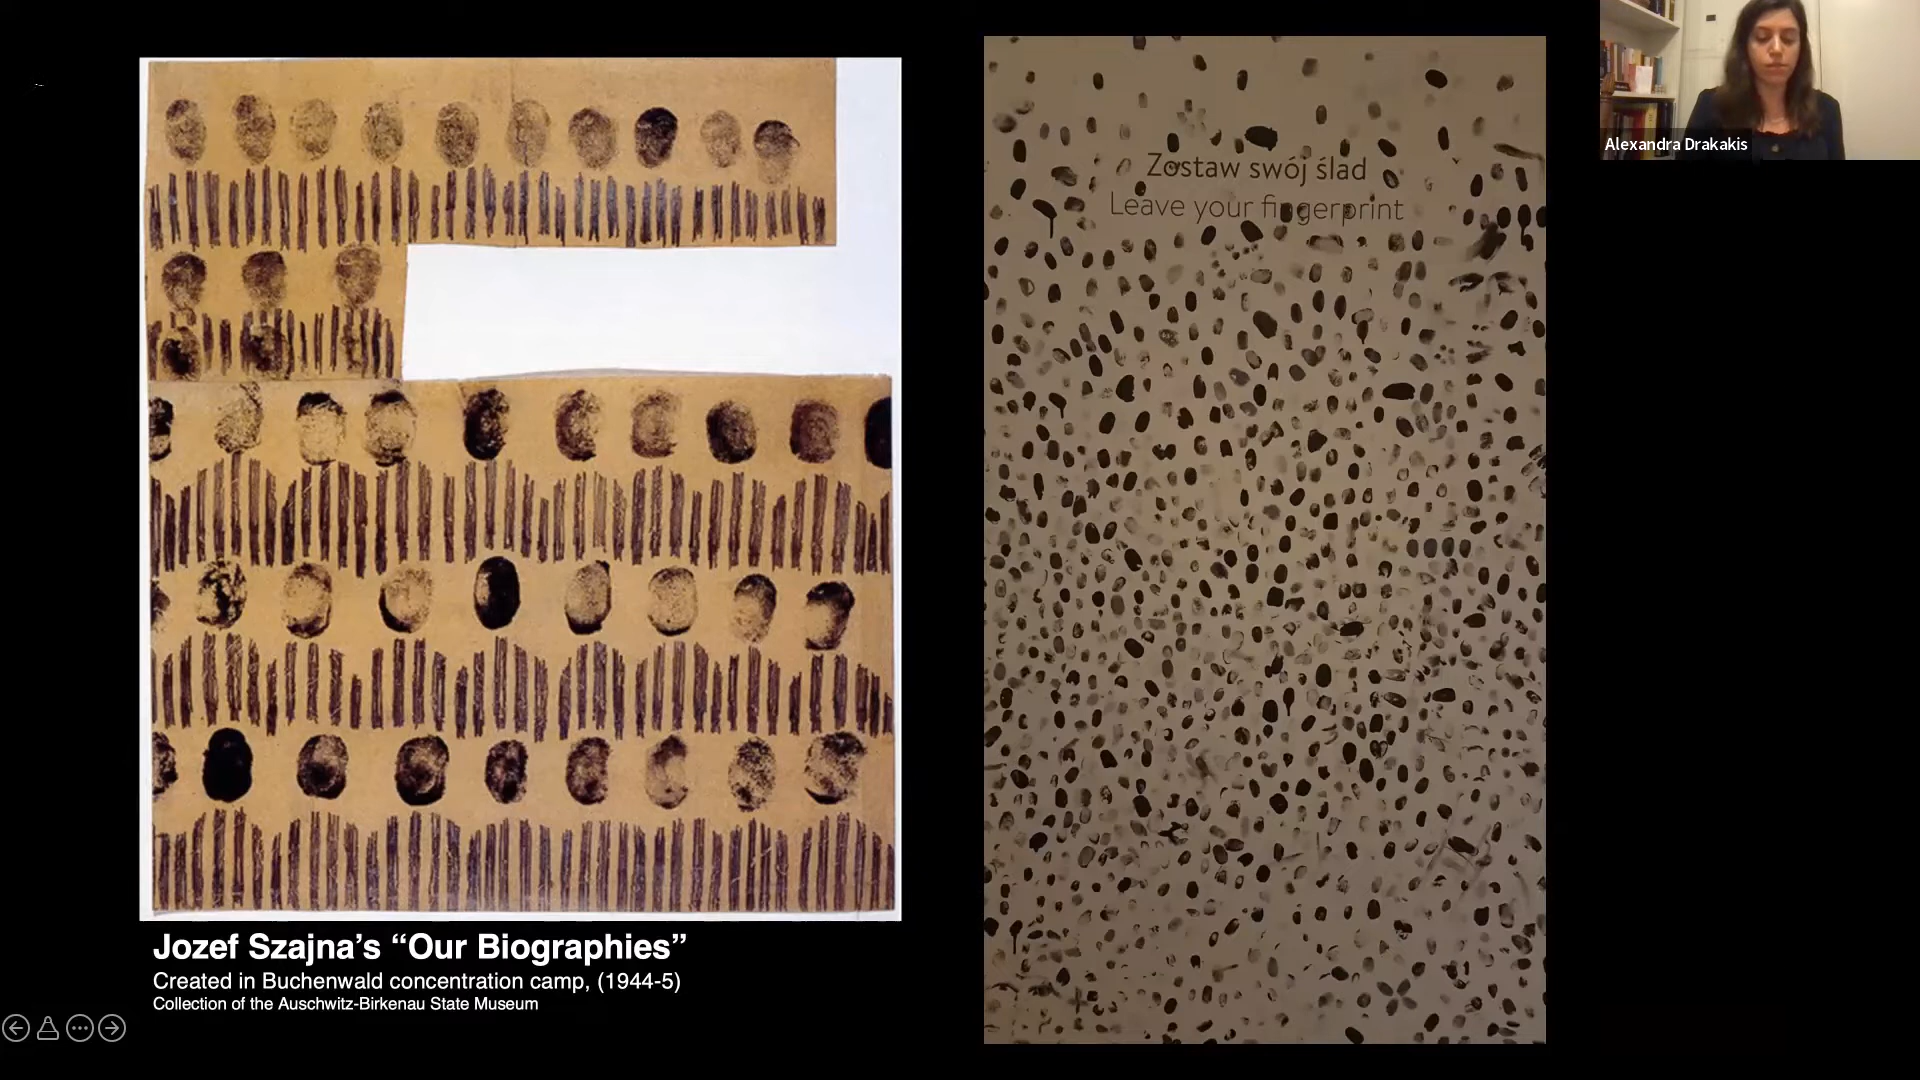 Jozef Szajna’s “Our Biographies”
Created in Buchenwald concentration camp, (1944-5)
Collection of the Auschwitz-Birkenau State Museum
Zostaw swój ślad
Leave your fingerprint
Alexandra Drakakis